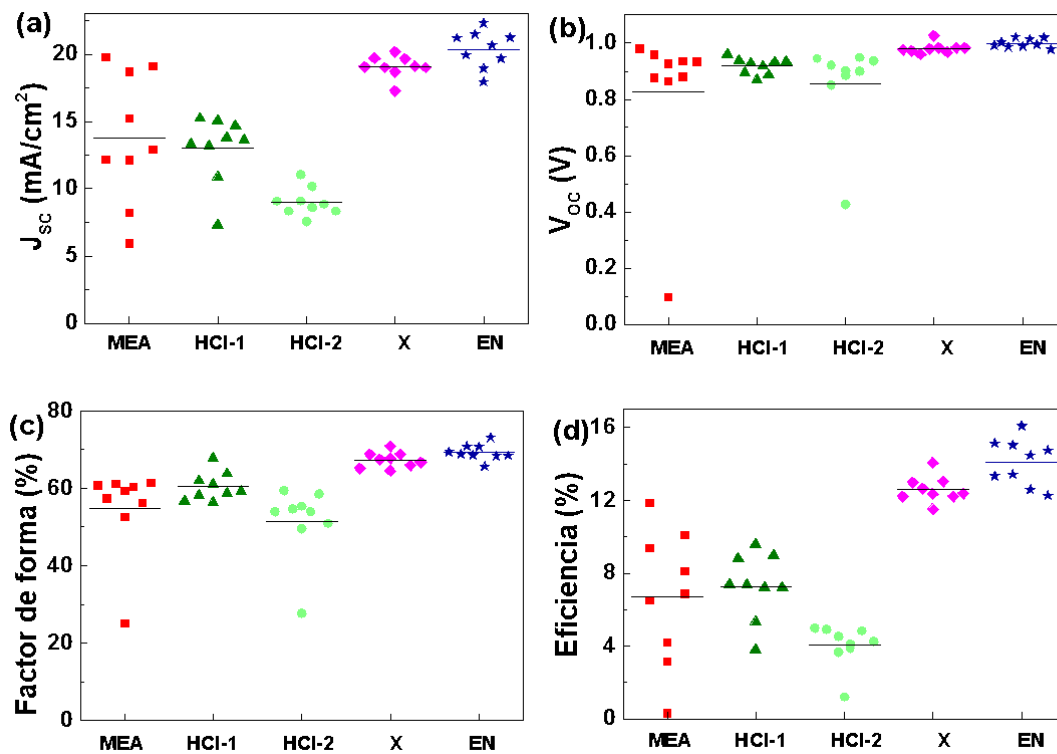 (a)
J_SC (mA/cm²)
20
15
10
5
0
MEA HCl-1 HCl-2 X EN
(b)
V_OC (V)
1.0
0.8
0.6
0.4
0.2
0.0
MEA HCl-1 HCl-2 X EN
(c)
Factor de forma (%)
80
60
40
20
0
MEA HCl-1 HCl-2 X EN
(d)
Eficiencia (%)
16
12
8
4
0
MEA HCl-1 HCl-2 X EN